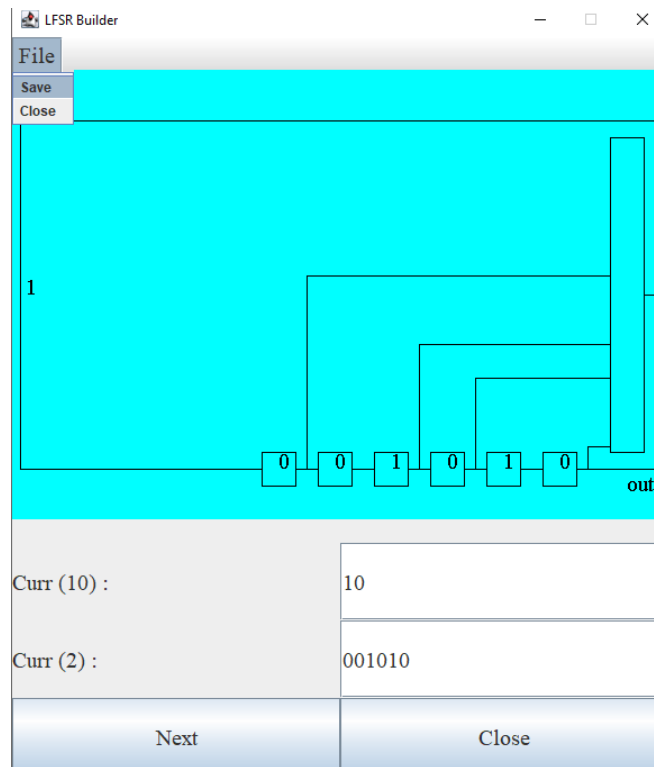 LFSR Builder
File
Save
Close
1
0 0 1 0 1 0
out
Curr (10) :
10
Curr (2) :
001010
Next
Close